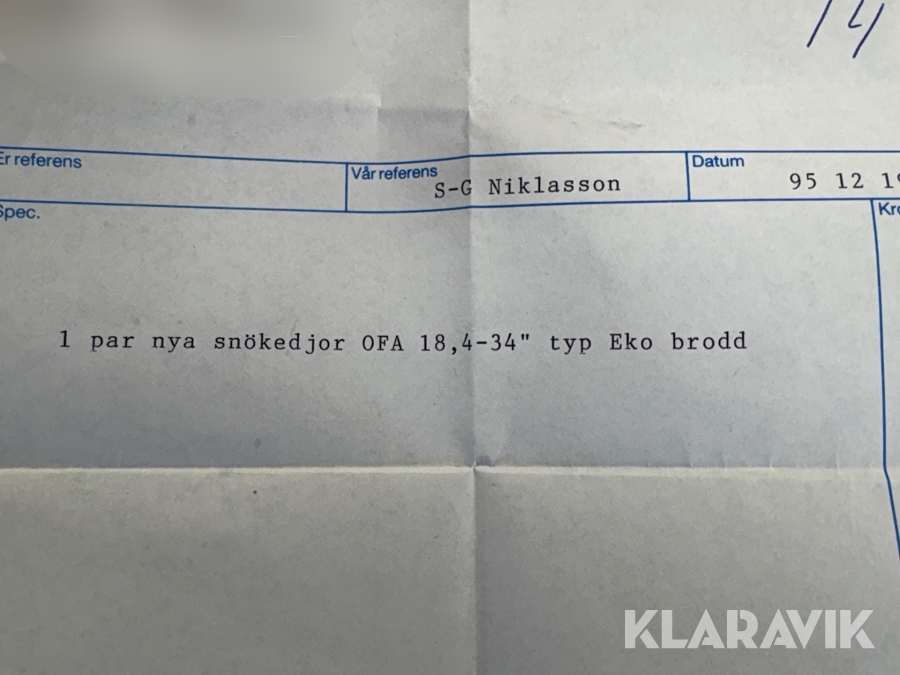 14
Er referens
Vår referens
S-G Niklasson
Datum
95 12
Spec.
1 par nya snökedjor OFA 18,4-34" typ Eko brodd
KLARAVIK